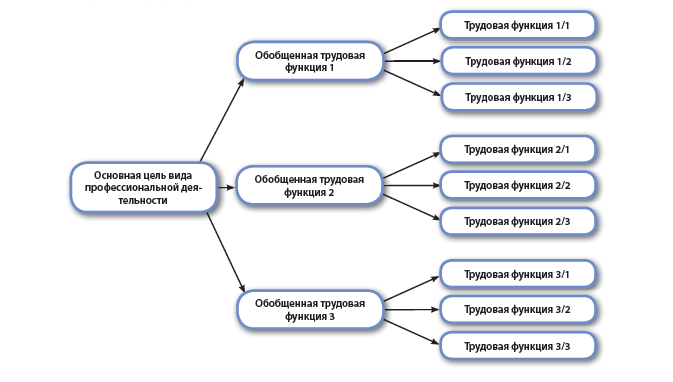 Основная цель вида
профессиональной дея-
тельности
Обобщенная трудовая
функция 1
Трудовая функция 1/1
Трудовая функция 1/2
Трудовая функция 1/3
Обобщенная трудовая
функция 2
Трудовая функция 2/1
Трудовая функция 2/2
Трудовая функция 2/3
Обобщенная трудовая
функция 3
Трудовая функция 3/1
Трудовая функция 3/2
Трудовая функция 3/3